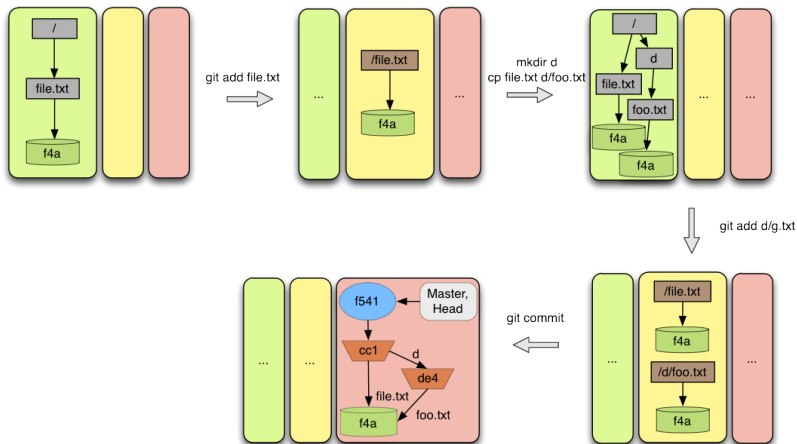 /
file.txt
f4a
git add file.txt
...
/file.txt
f4a
...
mkdir d
cp file.txt d/foo.txt
/
d
file.txt
foo.txt
f4a
f4a
...
...
git add d/g.txt
...
/file.txt
f4a
/d/foo.txt
f4a
...
git commit
...
...
f541
Master,
Head
cc1
d
de4
file.txt
foo.txt
f4a